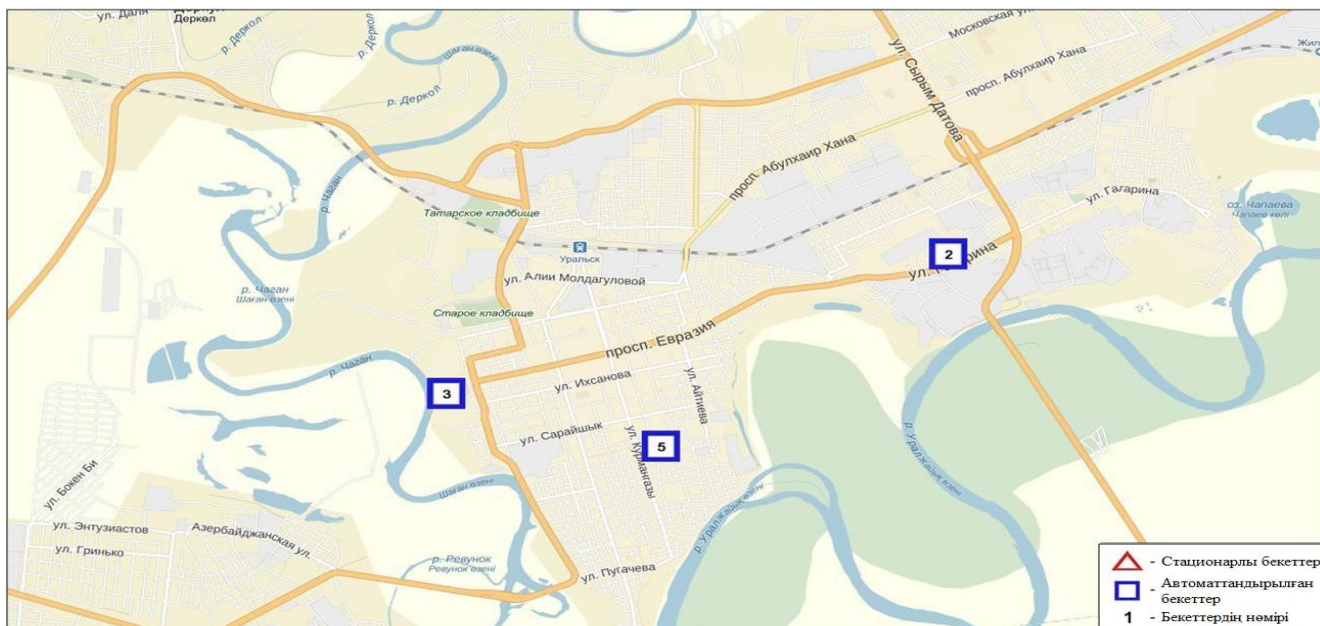 ул. Даля
Деркөл
р. Деркол
р. Деркол
Шаған өзені
р. Деркол
р. Чаган
ул. Сырым Датова
Московская ул.
просп. Абулхаир Хана
просп. Абулхаир Хана
ул. Гагарина
оз. Чапаева
Чапаев көлі
Татарское кладбище
Уральск
ул. Алии Молдагуловой
2
р. Чаган
Шаған өзені
Старое кладбище
просп. Евразия
р. Чаган
ул. Ихсанова
ул. Айтиева
3
ул. Сарайшык
5
ул. Курмангазы
р. Урал/Жайық өзені
р. Урал/Жайық өзені
Шаған өзені
ул. Бокен Би
ул. Энтузиастов
Азербайджанская ул.
ул. Гринько
р. Ревунок
Ревунок өзені
ул. Пугачева
- Стационарлы бекеттер
- Автоматтандырылған
бекеттер
1 - Бекеттердің нөмірі